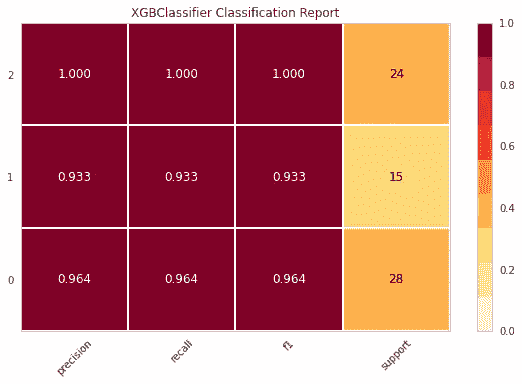 XGBClassifier Classification Report
2 1.000 1.000 1.000 24
1 0.933 0.933 0.933 15
0 0.964 0.964 0.964 28
precision recall f1 support
1.0
0.8
0.6
0.4
0.2
0.0